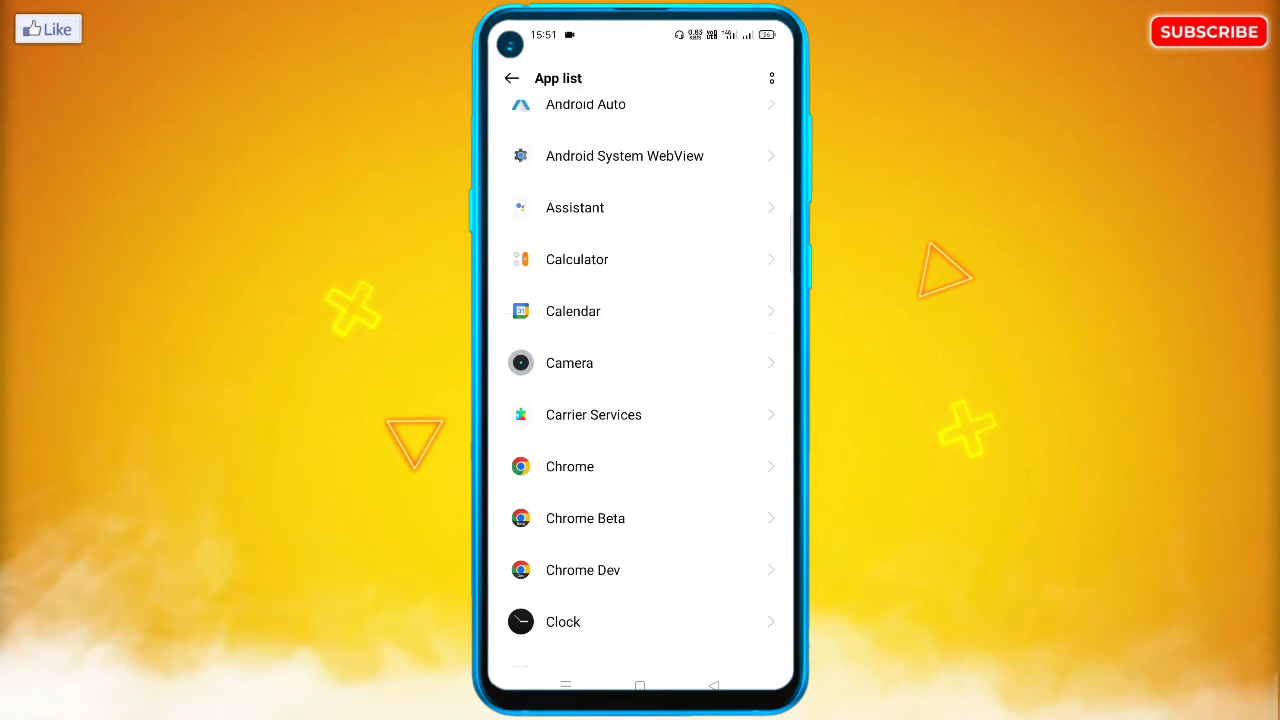 Like
SUBSCRIBE
15:51
56
App list
Android Auto
Android System WebView
Assistant
Calculator
Calendar
Camera
Carrier Services
Chrome
Chrome Beta
Chrome Dev
Clock